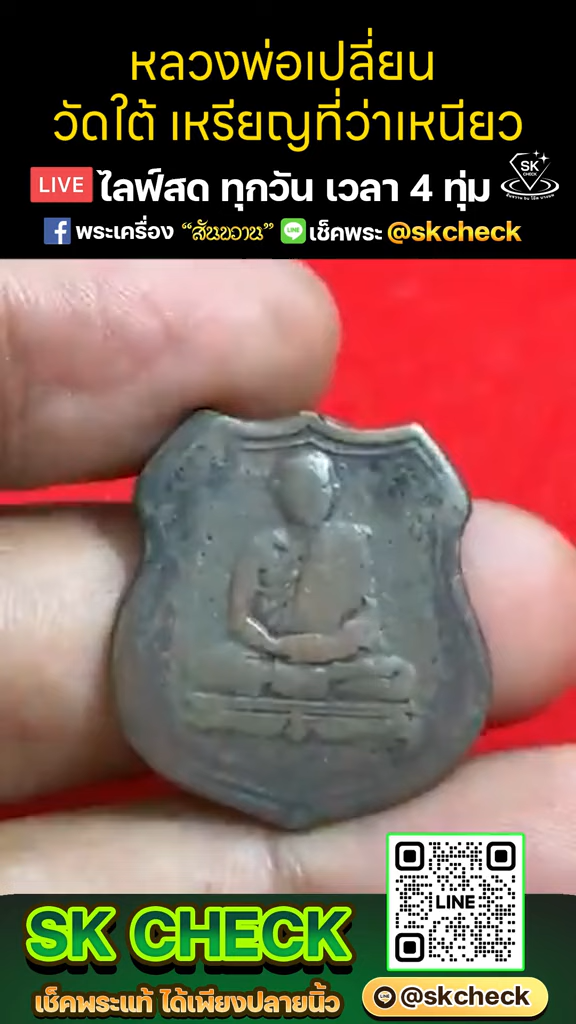 หลวงพ่อเปลี่ยน
วัดใต้ เหรียญที่ว่าเหนียว
SK
CHECK
LIVE ไลฟ์สด ทุกวัน เวลา 4 ทุ่ม
พระเครื่อง “สันขวาน” LINE เช็คพระ @skcheck
LINE
SK CHECK
เช็คพระแท้ ได้เพียงปลายนิ้ว
@skcheck